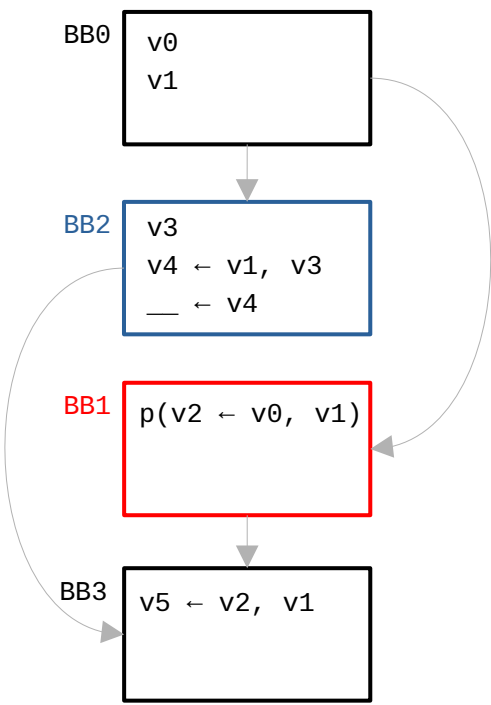 BB0
v0
v1
BB2
v3
v4 ← v1, v3
__ ← v4
BB1
p(v2 ← v0, v1)
BB3
v5 ← v2, v1